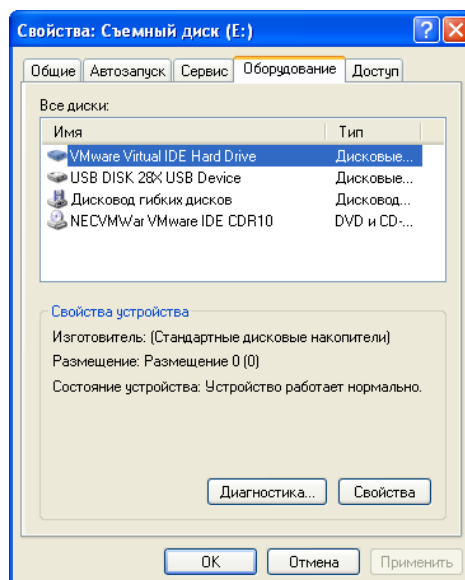 Свойства: Съемный диск (E:)
Общие Автозапуск Сервис Оборудование Доступ
Все диски:
Имя Тип
VMware Virtual IDE Hard Drive Дисковые...
USB DISK 28X USB Device Дисковые...
Дисковод гибких дисков Дисковод...
NECVMWar VMware IDE CDR10 DVD и CD-...
Свойства устройства
Изготовитель: (Стандартные дисковые накопители)
Размещение: Размещение 0 (0)
Состояние устройства: Устройство работает нормально.
Диагностика... Свойства
OK Отмена Применить